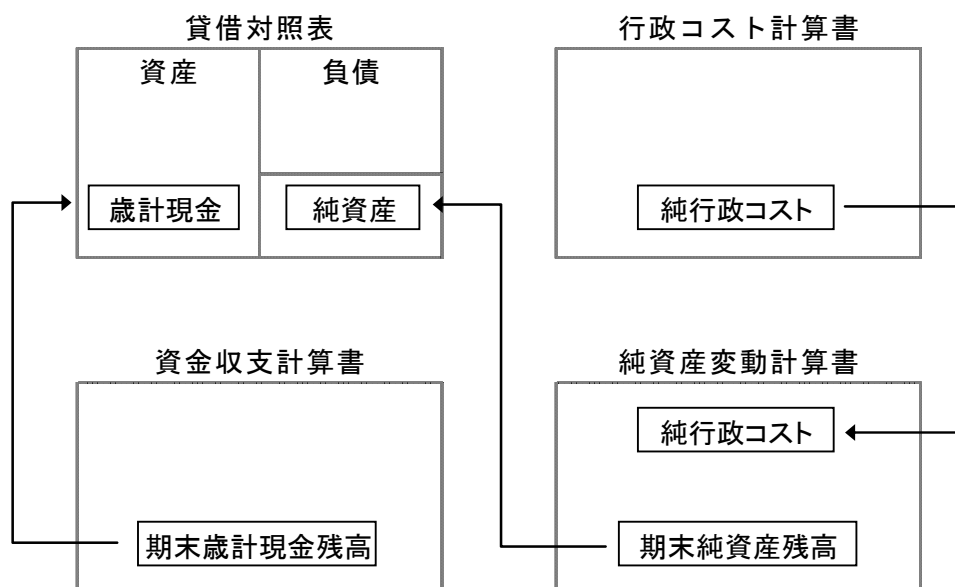 貸借対照表
資産
負債
歳計現金
純資産
行政コスト計算書
純行政コスト
資金収支計算書
期末歳計現金残高
純資産変動計算書
純行政コスト
期末純資産残高